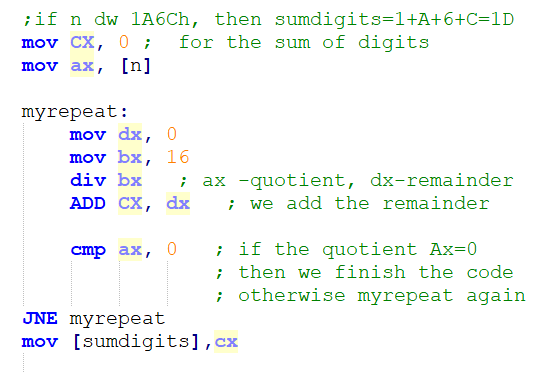 ;if n dw 1A6Ch, then sumdigits=1+A+6+C=1D
mov CX, 0 ;  for the sum of digits
mov ax, [n]
myrepeat:
mov dx, 0
mov bx, 16
div bx   ; ax -quotient, dx-remainder
ADD CX, dx   ; we add the remainder
cmp ax, 0   ; if the quotient Ax=0
; then we finish the code
; otherwise myrepeat again
JNE myrepeat
mov [sumdigits],cx